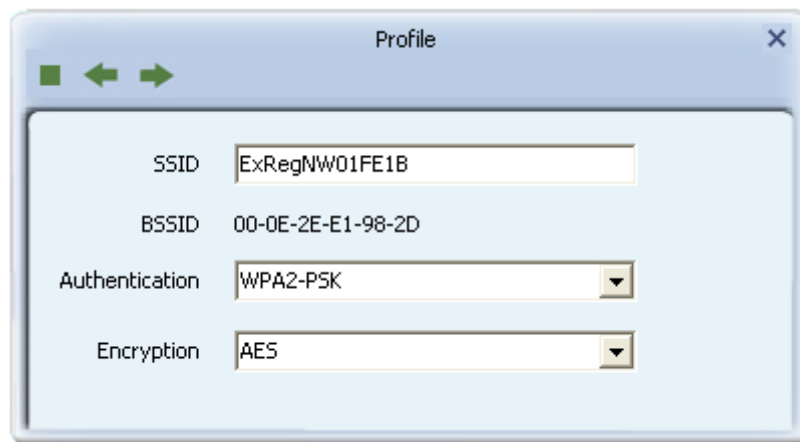 Profile
SSID ExRegNW01FE1B
BSSID 00-0E-2E-E1-98-2D
Authentication WPA2-PSK
Encryption AES